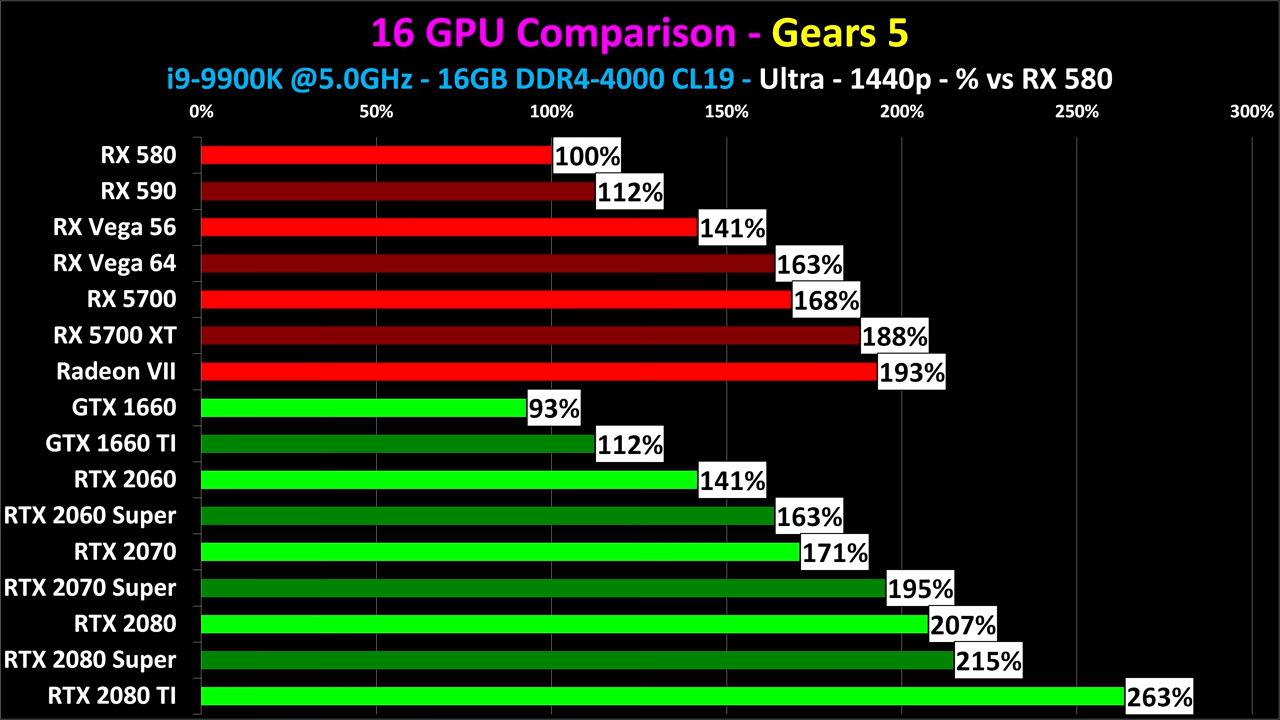 16 GPU Comparison - Gears 5
i9-9900K @5.0GHz - 16GB DDR4-4000 CL19 - Ultra - 1440p - % vs RX 580
0% 50% 100% 150% 200% 250% 300%
RX 580 100%
RX 590 112%
RX Vega 56 141%
RX Vega 64 163%
RX 5700 168%
RX 5700 XT 188%
Radeon VII 193%
GTX 1660 93%
GTX 1660 TI 112%
RTX 2060 141%
RTX 2060 Super 163%
RTX 2070 171%
RTX 2070 Super 195%
RTX 2080 207%
RTX 2080 Super 215%
RTX 2080 TI 263%